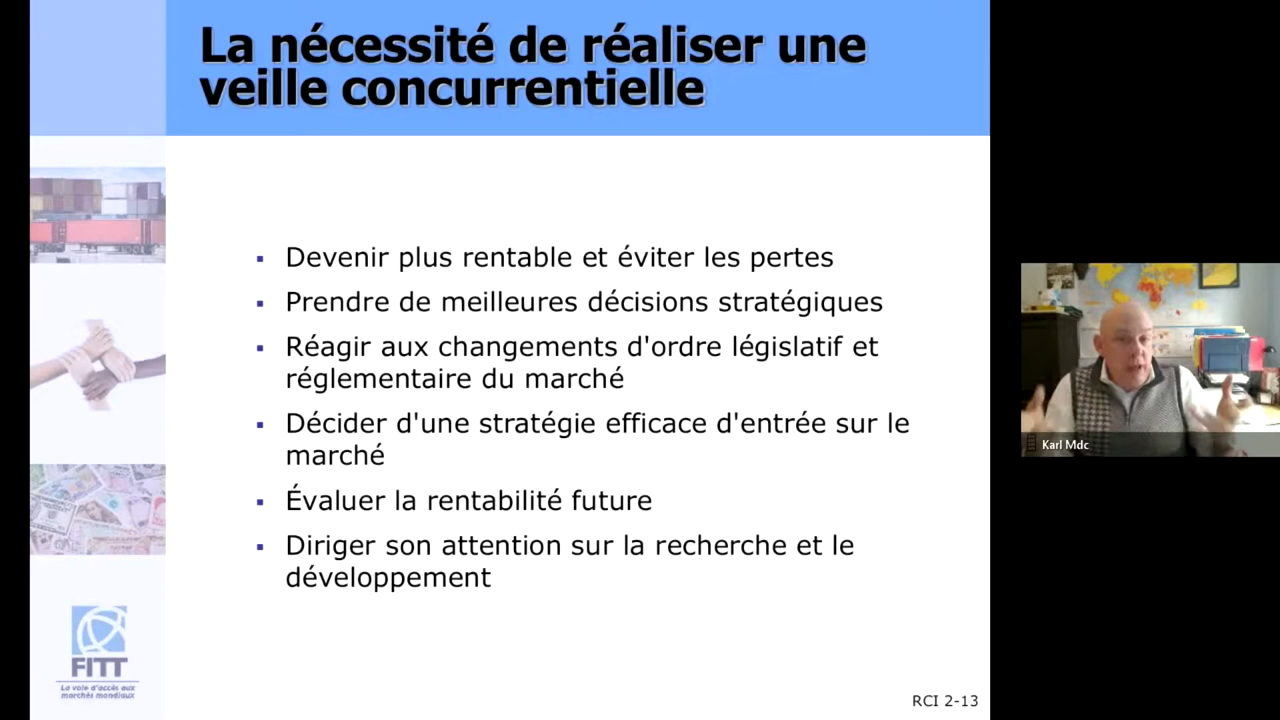 La nécessité de réaliser une
veille concurrentielle
▪ Devenir plus rentable et éviter les pertes
▪ Prendre de meilleures décisions stratégiques
▪ Réagir aux changements d'ordre législatif et
réglementaire du marché
▪ Décider d'une stratégie efficace d'entrée sur le
marché
▪ Évaluer la rentabilité future
▪ Diriger son attention sur la recherche et le
développement
FITT
La voie d'accès aux
marchés mondiaux
RCI 2-13
Karl Mdc